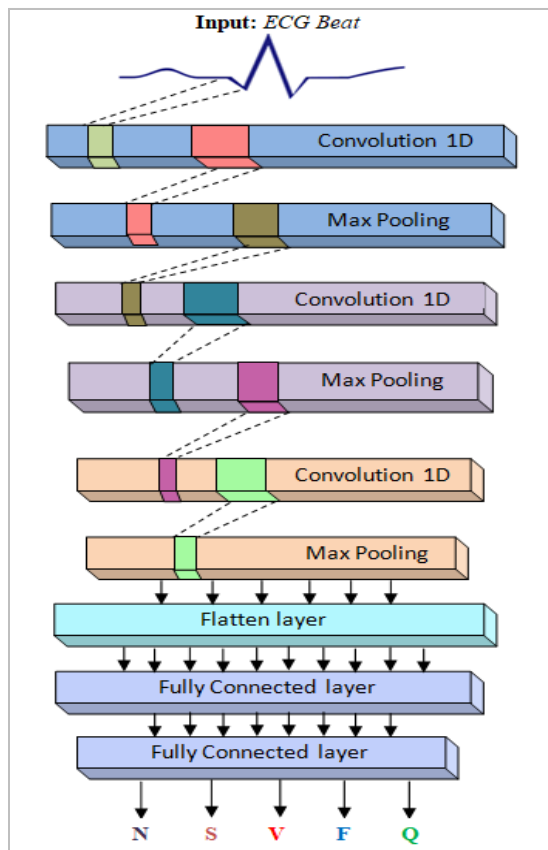 Input: ECG Beat
Convolution 1D
Max Pooling
Convolution 1D
Max Pooling
Convolution 1D
Max Pooling
Flatten layer
Fully Connected layer
Fully Connected layer
N S V F Q